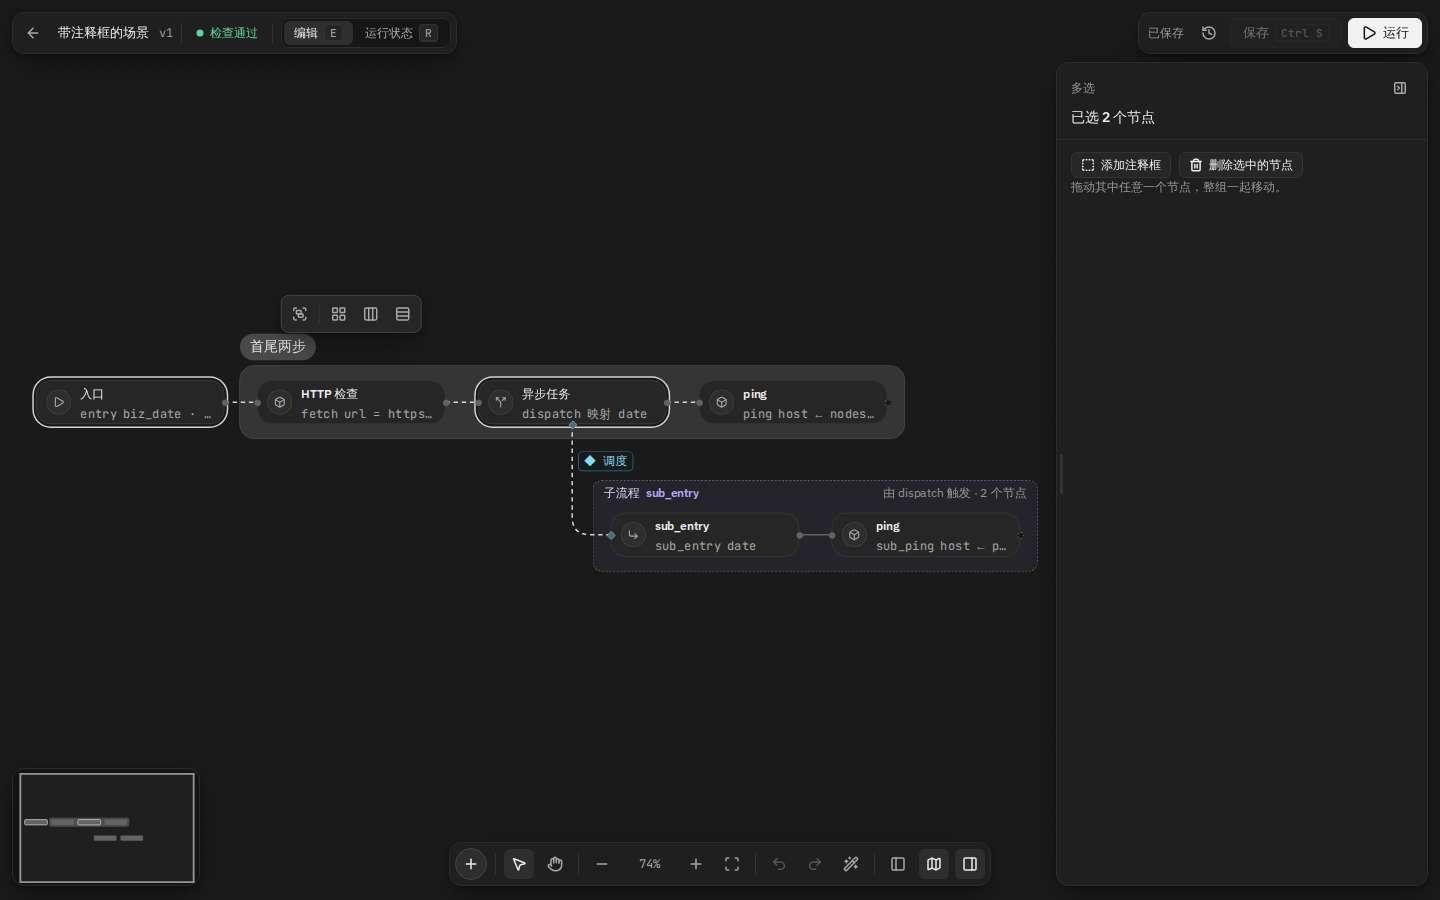 带注释框的场景 v1 检查通过 编辑 E 运行状态 R
已保存 保存 Ctrl S 运行
多选
已选 2 个节点
添加注释框 删除选中的节点
拖动其中任意一个节点，整组一起移动。
首尾两步
入口
entry biz_date · …
HTTP 检查
fetch url = https…
异步任务
dispatch 映射 date
ping
ping host ← nodes…
调度
子流程 sub_entry 由 dispatch 触发 · 2 个节点
sub_entry
sub_entry date
ping
sub_ping host ← p…
74%